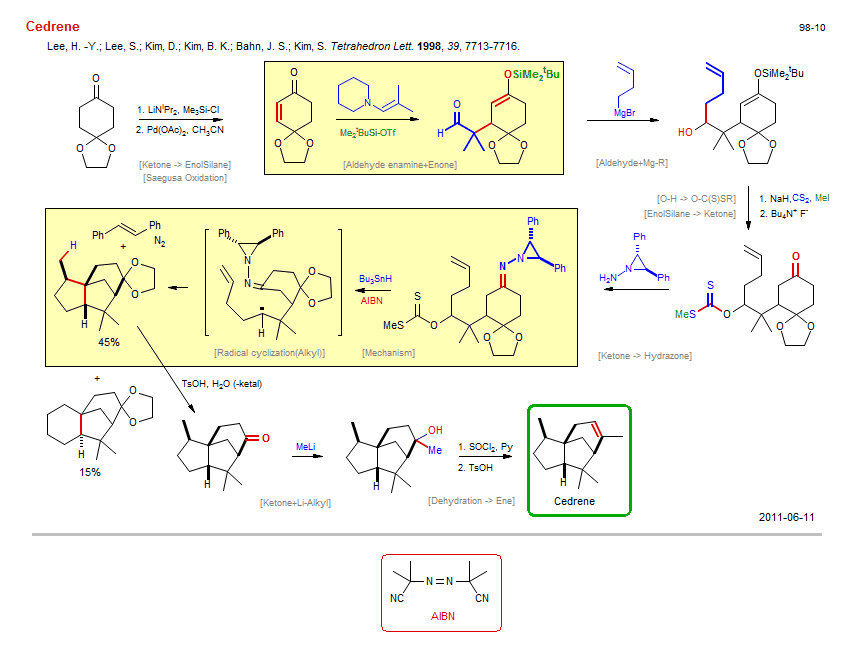 Cedrene
98-10
Lee, H. -Y.; Lee, S.; Kim, D.; Kim, B. K.; Bahn, J. S.; Kim, S. Tetrahedron Lett. 1998, 39, 7713-7716.
O
O O
1. LiNⁱPr₂, Me₃Si-Cl
2. Pd(OAc)₂, CH₃CN
[Ketone -> EnolSilane]
[Saegusa Oxidation]
O
O O
N
Me₂ᵗBuSi-OTf
[Aldehyde enamine+Enone]
OSiMe₂ᵗBu
O
H
O O
MgBr
[Aldehyde+Mg-R]
OSiMe₂ᵗBu
HO
O O
[O-H -> O-C(S)SR]
[EnolSilane -> Ketone]
1. NaH, CS₂, MeI
2. Bu₄N⁺ F⁻
O
S
MeS O
O O
Ph
H₂N N Ph
[Ketone -> Hydrazone]
Ph
N N Ph
S
MeS O
O O
[Mechanism]
Bu₃SnH
AIBN
Ph Ph
N
N
O
O
H
[Radical cyclization(Alkyl)]
Ph Ph
+ N₂
H
O
O
H
45%
+
O
O
H
15%
TsOH, H₂O (-ketal)
O
H
MeLi
[Ketone+Li-Alkyl]
OH
Me
H
1. SOCl₂, Py
2. TsOH
[Dehydration -> Ene]
H
Cedrene
2011-06-11
N=N
NC CN
AIBN